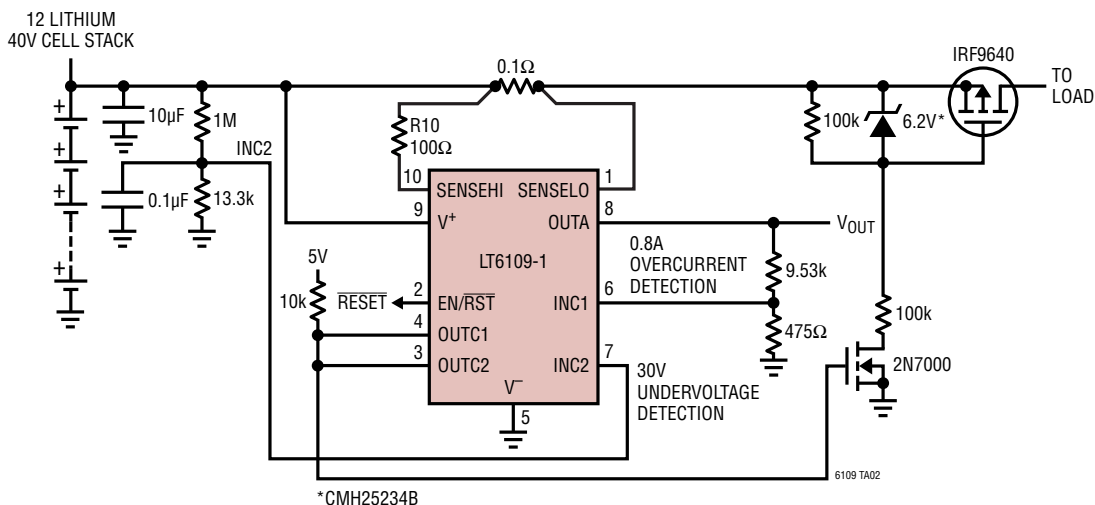 12 LITHIUM
40V CELL STACK
IRF9640
0.1Ω
TO
LOAD
10µF
1M
R10
100Ω
100k
6.2V*
INC2
0.1µF
13.3k
10
SENSEHI
SENSELO
1
9
V+
OUTA
8
VOUT
LT6109-1
0.8A
OVERCURRENT
DETECTION
9.53k
5V
10k
RESET
2
EN/RST
INC1
6
4
OUTC1
475Ω
100k
3
OUTC2
INC2
7
2N7000
V−
5
30V
UNDERVOLTAGE
DETECTION
6109 TA02
*CMH25234B
+
+
+
+